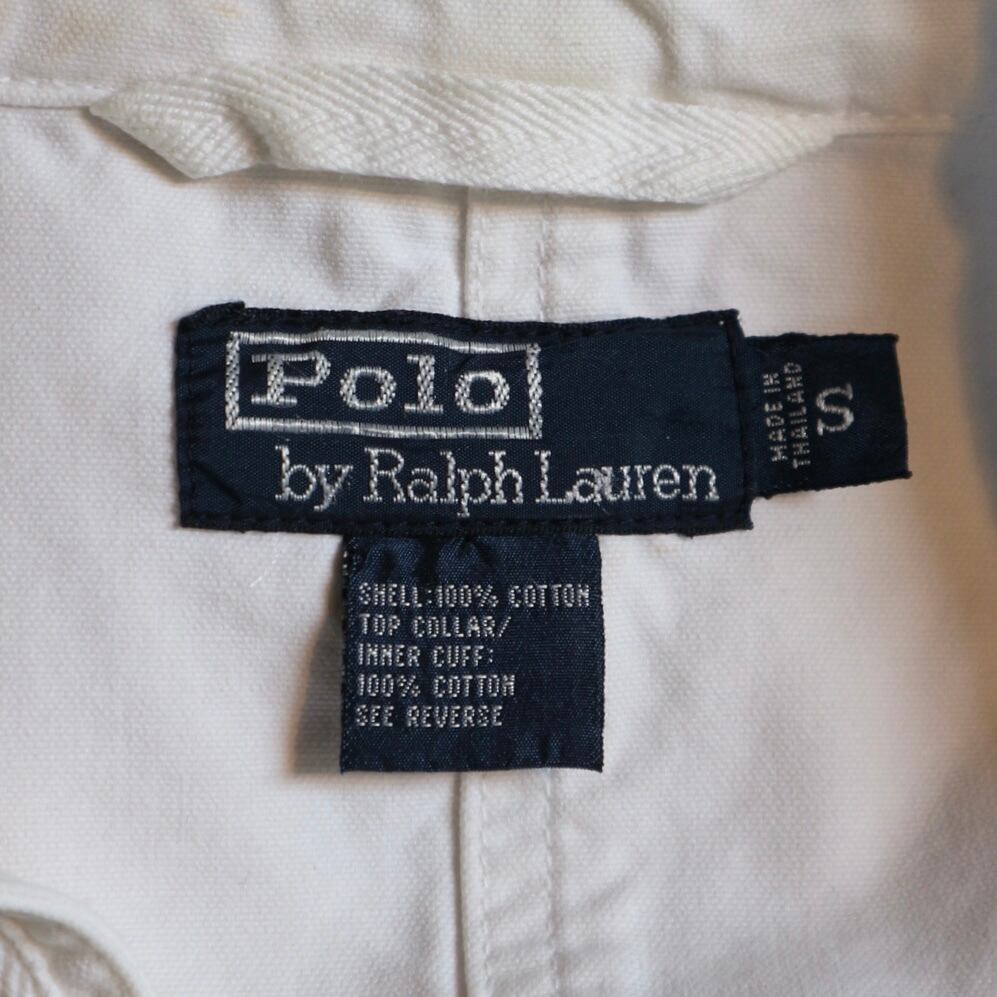 Polo
by Ralph Lauren
MADE IN
THAILAND
S
SHELL:100% COTTON
TOP COLLAR/
INNER CUFF:
100% COTTON
SEE REVERSE